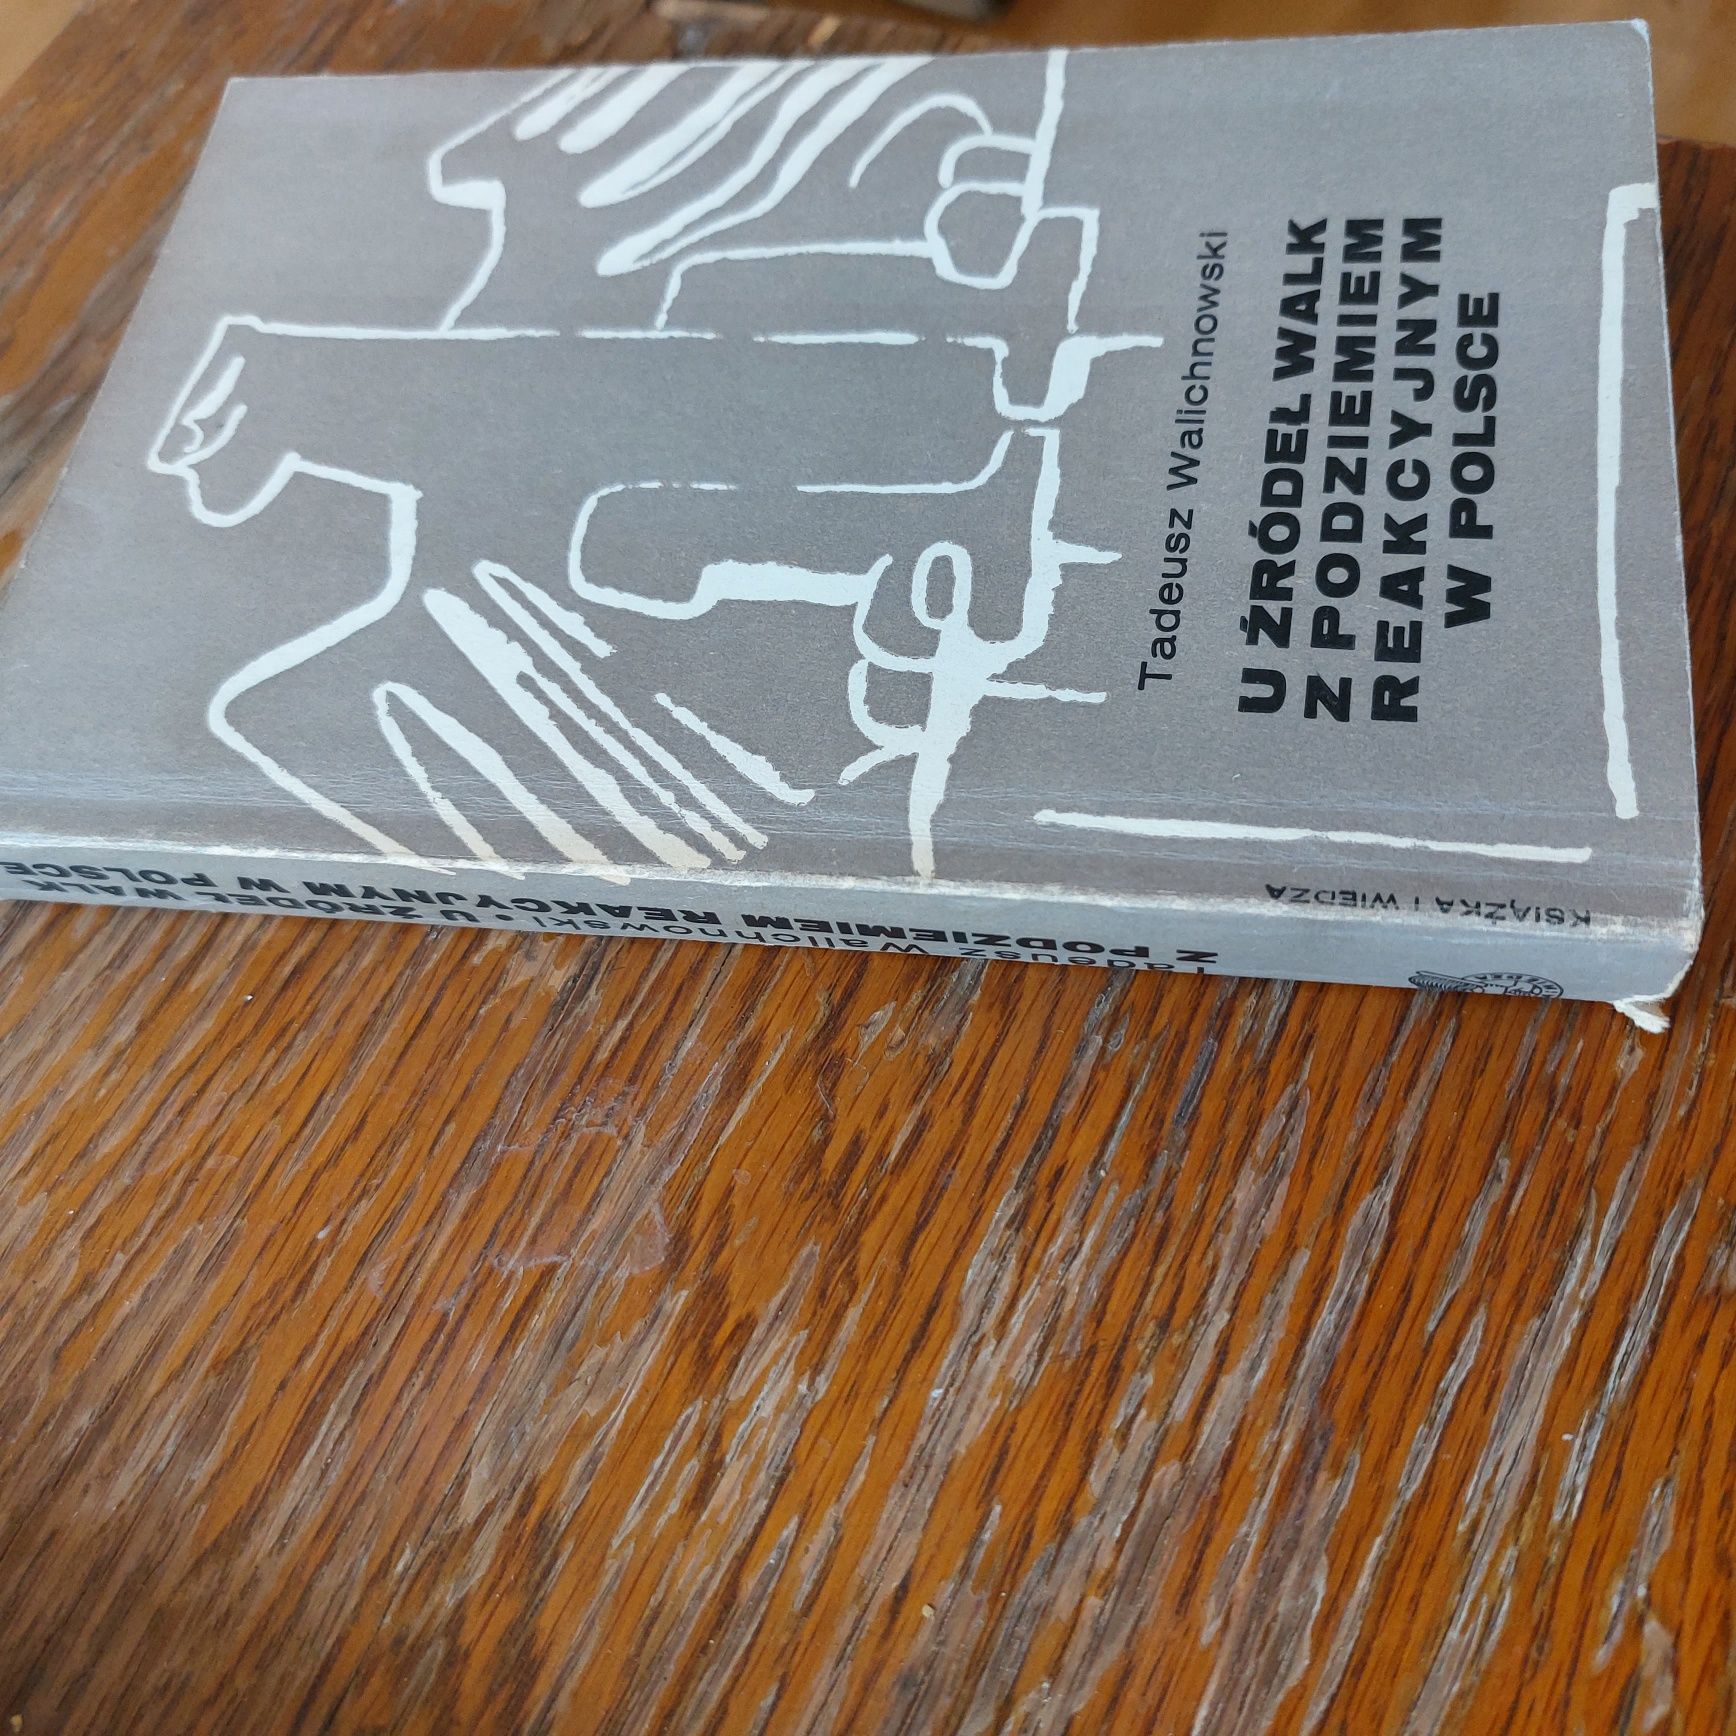 Tadeusz Walichnowski
U ŹRÓDEŁ WALK
Z PODZIEMIEM
REAKCYJNYM
W POLSCE
KSIĄŻKA I WIEDZA
Tadeusz Walichnowski • U ŹRÓDEŁ WALK
Z PODZIEMIEM REAKCYJNYM W POLSCE